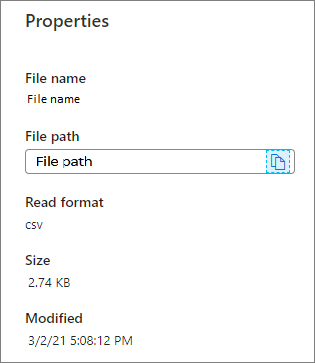 Properties
File name
File name
File path
File path
Read format
csv
Size
2.74 KB
Modified
3/2/21 5:08:12 PM